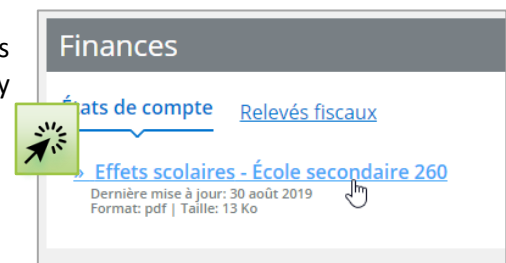 s
y
Finances
États de compte Relevés fiscaux
» Effets scolaires - École secondaire 260
Dernière mise à jour: 30 août 2019
Format: pdf | Taille: 13 Ko